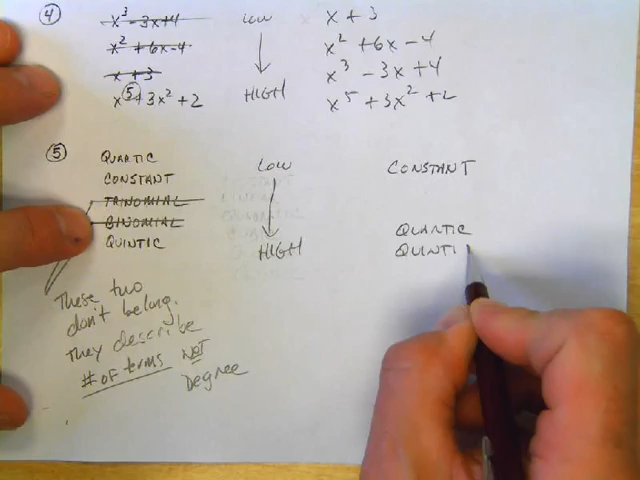 ④ x³ - 3x+4 LOW x + 3
x² + 6x - 4 x² + 6x - 4
x + 3 x³ - 3x + 4
x⁵ + 3x² + 2 HIGH x⁵ + 3x² + 2
⑤ QUARTIC LOW CONSTANT
CONSTANT
TRINOMIAL
BINOMIAL QUARTIC
QUINTIC HIGH QUINTI
These two
don't belong.
They describe
# of terms NOT
Degree